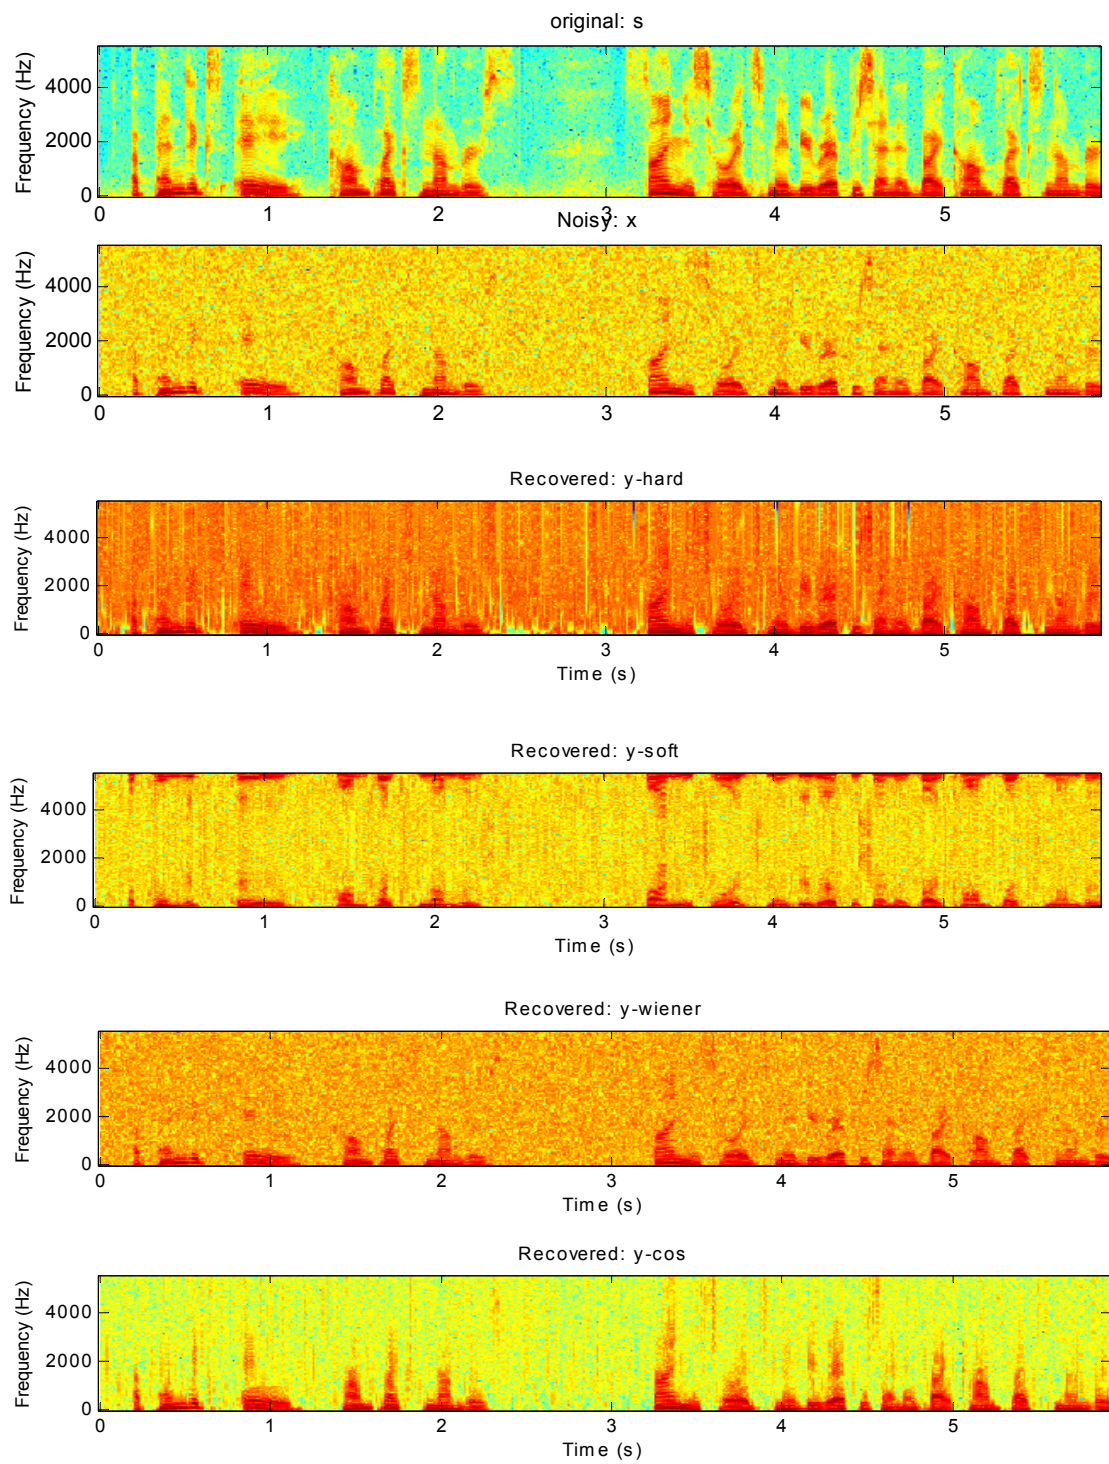 original: s
Frequency (Hz)
4000
2000
0
0 1 2 3 4 5
Noisy: x
Frequency (Hz)
4000
2000
0
0 1 2 3 4 5
Recovered: y-hard
Frequency (Hz)
4000
2000
0
0 1 2 3 4 5
Time (s)
Recovered: y-soft
Frequency (Hz)
4000
2000
0
0 1 2 3 4 5
Time (s)
Recovered: y-wiener
Frequency (Hz)
4000
2000
0
0 1 2 3 4 5
Time (s)
Recovered: y-cos
Frequency (Hz)
4000
2000
0
0 1 2 3 4 5
Time (s)